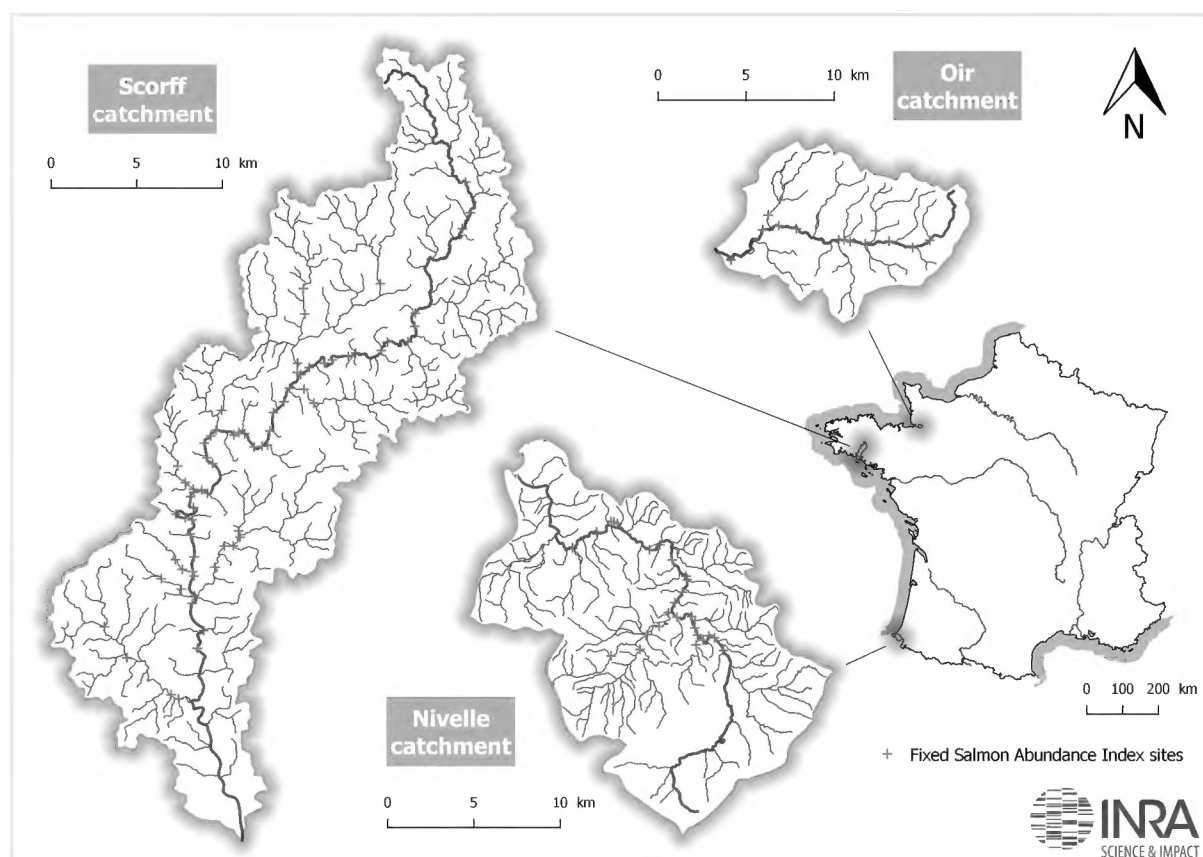 Scorff
catchment
0 5 10 km
0 5 10 km
Oir
catchment
N
Nivelle
catchment
0 5 10 km
0 100 200 km
+ Fixed Salmon Abundance Index sites
INRA
SCIENCE & IMPACT